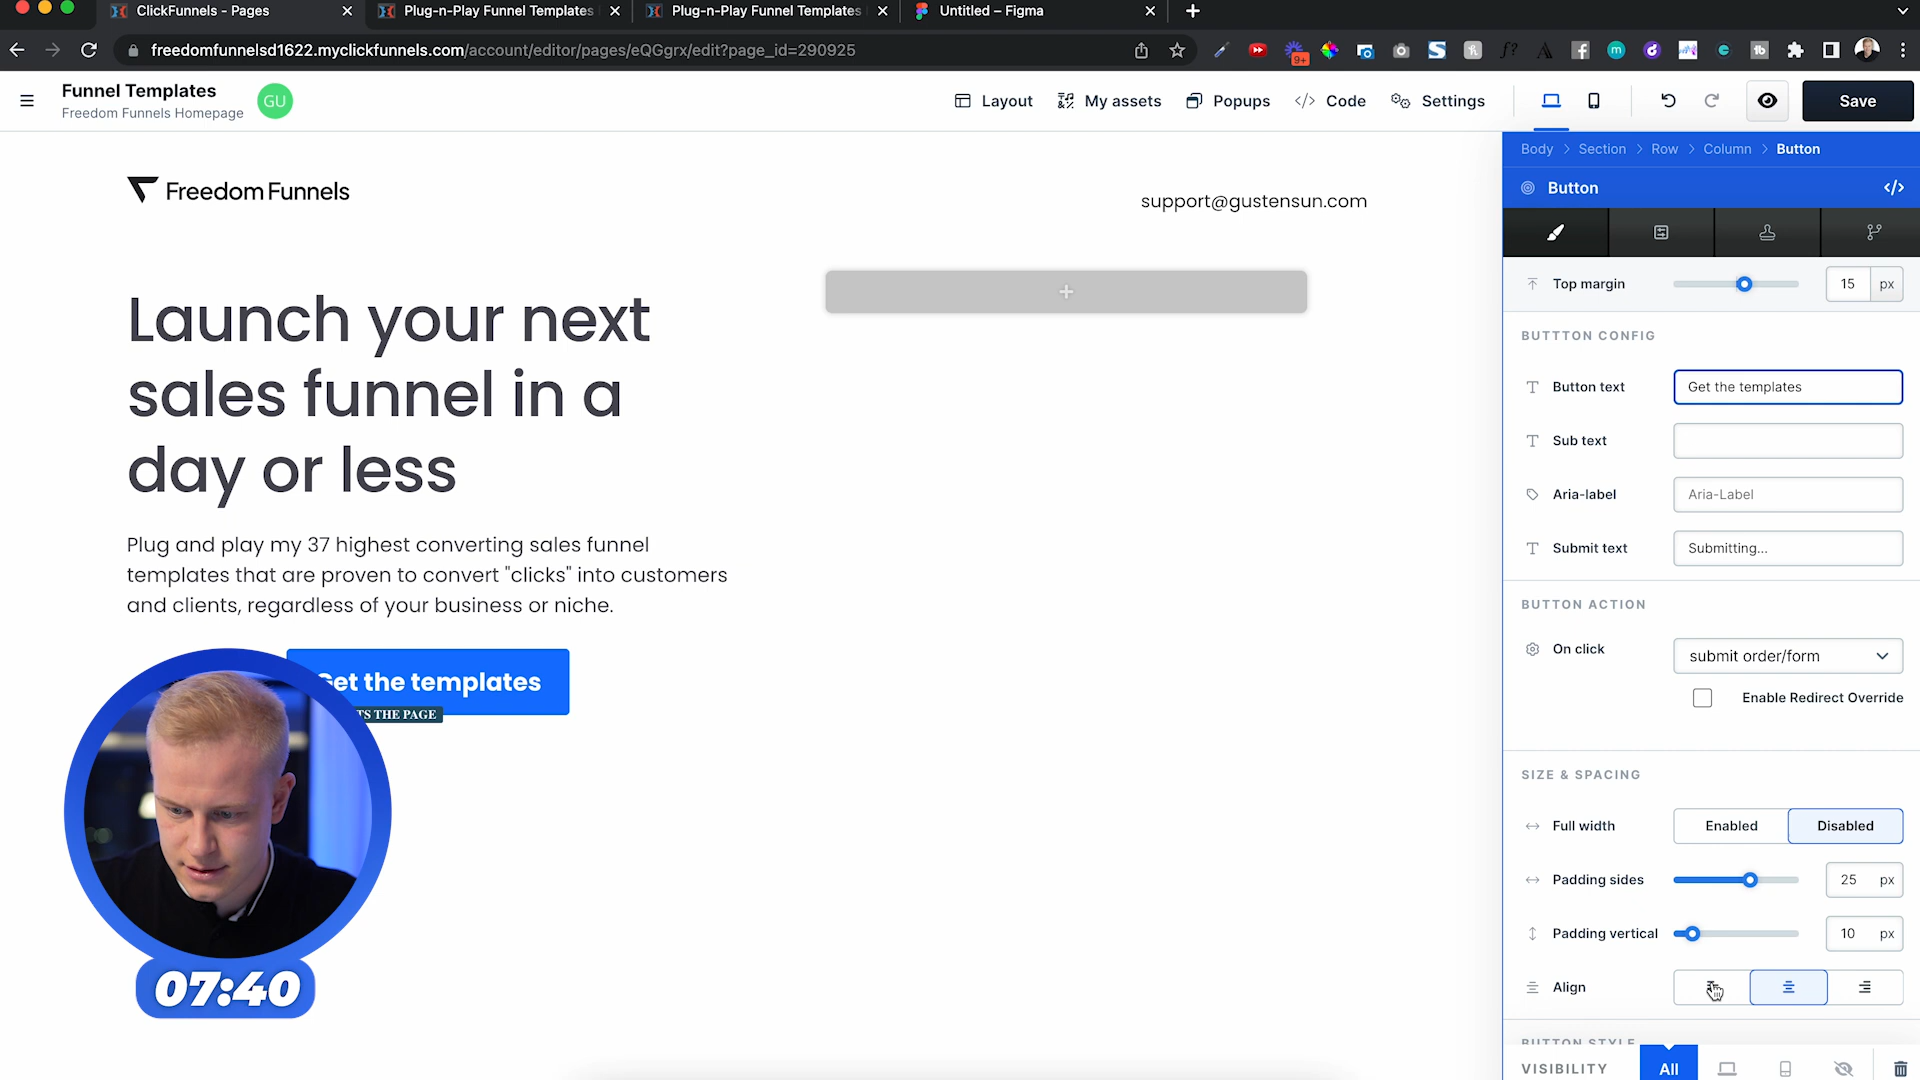 ClickFunnels - Pages
Plug-n-Play Funnel Templates
Plug-n-Play Funnel Templates
Untitled – Figma
freedomfunnelsd1622.myclickfunnels.com/account/editor/pages/eQGgrx/edit?page_id=290925
9+
Funnel Templates
Freedom Funnels Homepage
GU
Layout
My assets
Popups
Code
Settings
Save
Body > Section > Row > Column > Button
Button
Freedom Funnels
support@gustensun.com
Launch your next
sales funnel in a
day or less
Plug and play my 37 highest converting sales funnel
templates that are proven to convert "clicks" into customers
and clients, regardless of your business or niche.
Get the templates
TS THE PAGE
07:40
Top margin
15 px
BUTTTON CONFIG
Button text
Get the templates
Sub text
Aria-label
Aria-Label
Submit text
Submitting...
BUTTON ACTION
On click
submit order/form
Enable Redirect Override
SIZE & SPACING
Full width
Enabled
Disabled
Padding sides
25 px
Padding vertical
10 px
Align
BUTTON STYLE
VISIBILITY
All